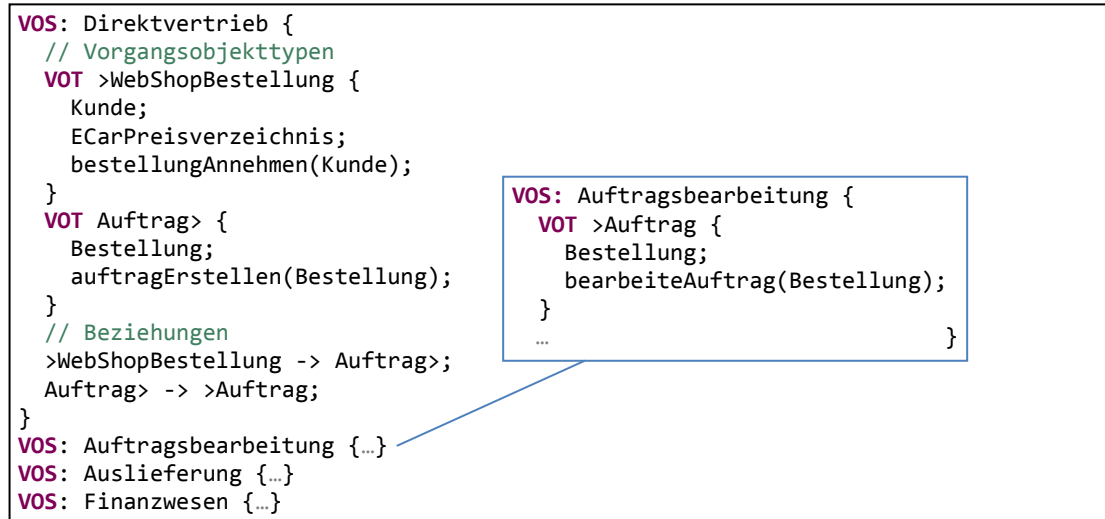 VOS: Direktvertrieb {
// Vorgangsobjekttypen
VOT >WebShopBestellung {
Kunde;
ECarPreisverzeichnis;
bestellungAnnehmen(Kunde);
}
VOT Auftrag> {
Bestellung;
auftragErstellen(Bestellung);
}
// Beziehungen
>WebShopBestellung -> Auftrag>;
Auftrag> -> >Auftrag;
}
VOS: Auftragsbearbeitung {…}
VOS: Auslieferung {…}
VOS: Finanzwesen {…}
VOS: Auftragsbearbeitung {
VOT >Auftrag {
Bestellung;
bearbeiteAuftrag(Bestellung);
}
… }